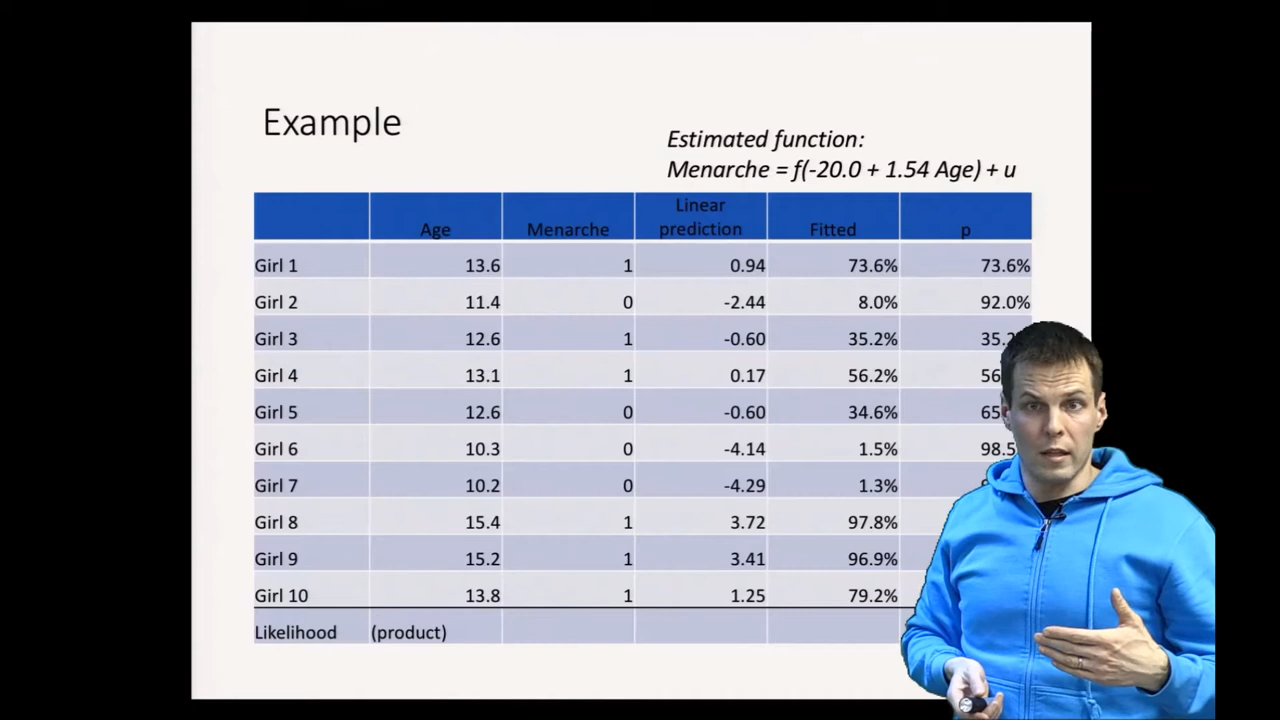 Example
Estimated function:
Menarche = f(-20.0 + 1.54 Age) + u
Age Menarche Linear prediction Fitted p
Girl 1 13.6 1 0.94 73.6% 73.6%
Girl 2 11.4 0 -2.44 8.0% 92.0%
Girl 3 12.6 1 -0.60 35.2%
Girl 4 13.1 1 0.17 56.2%
Girl 5 12.6 0 -0.60 34.6%
Girl 6 10.3 0 -4.14 1.5% 98.5
Girl 7 10.2 0 -4.29 1.3%
Girl 8 15.4 1 3.72 97.8%
Girl 9 15.2 1 3.41 96.9%
Girl 10 13.8 1 1.25 79.2%
Likelihood (product)